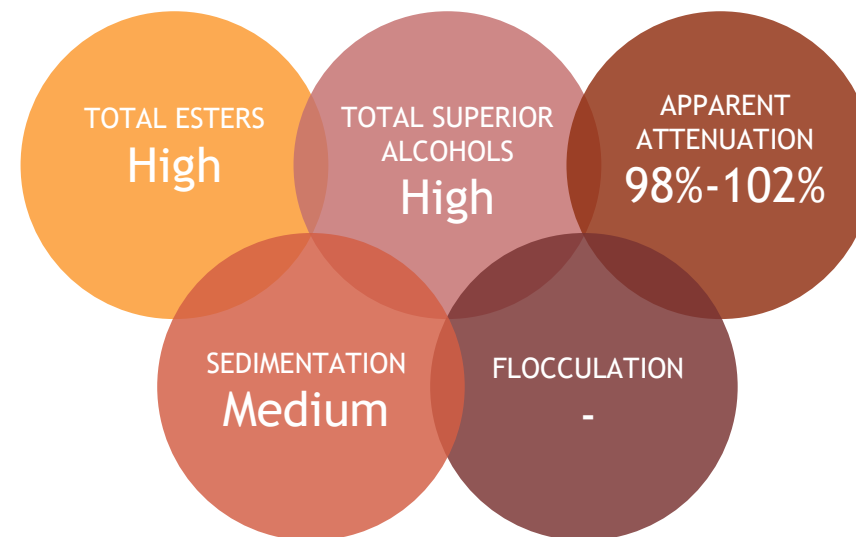 TOTAL ESTERS
High
TOTAL SUPERIOR
ALCOHOLS
High
APPARENT
ATTENUATION
98%-102%
SEDIMENTATION
Medium
FLOCCULATION
-